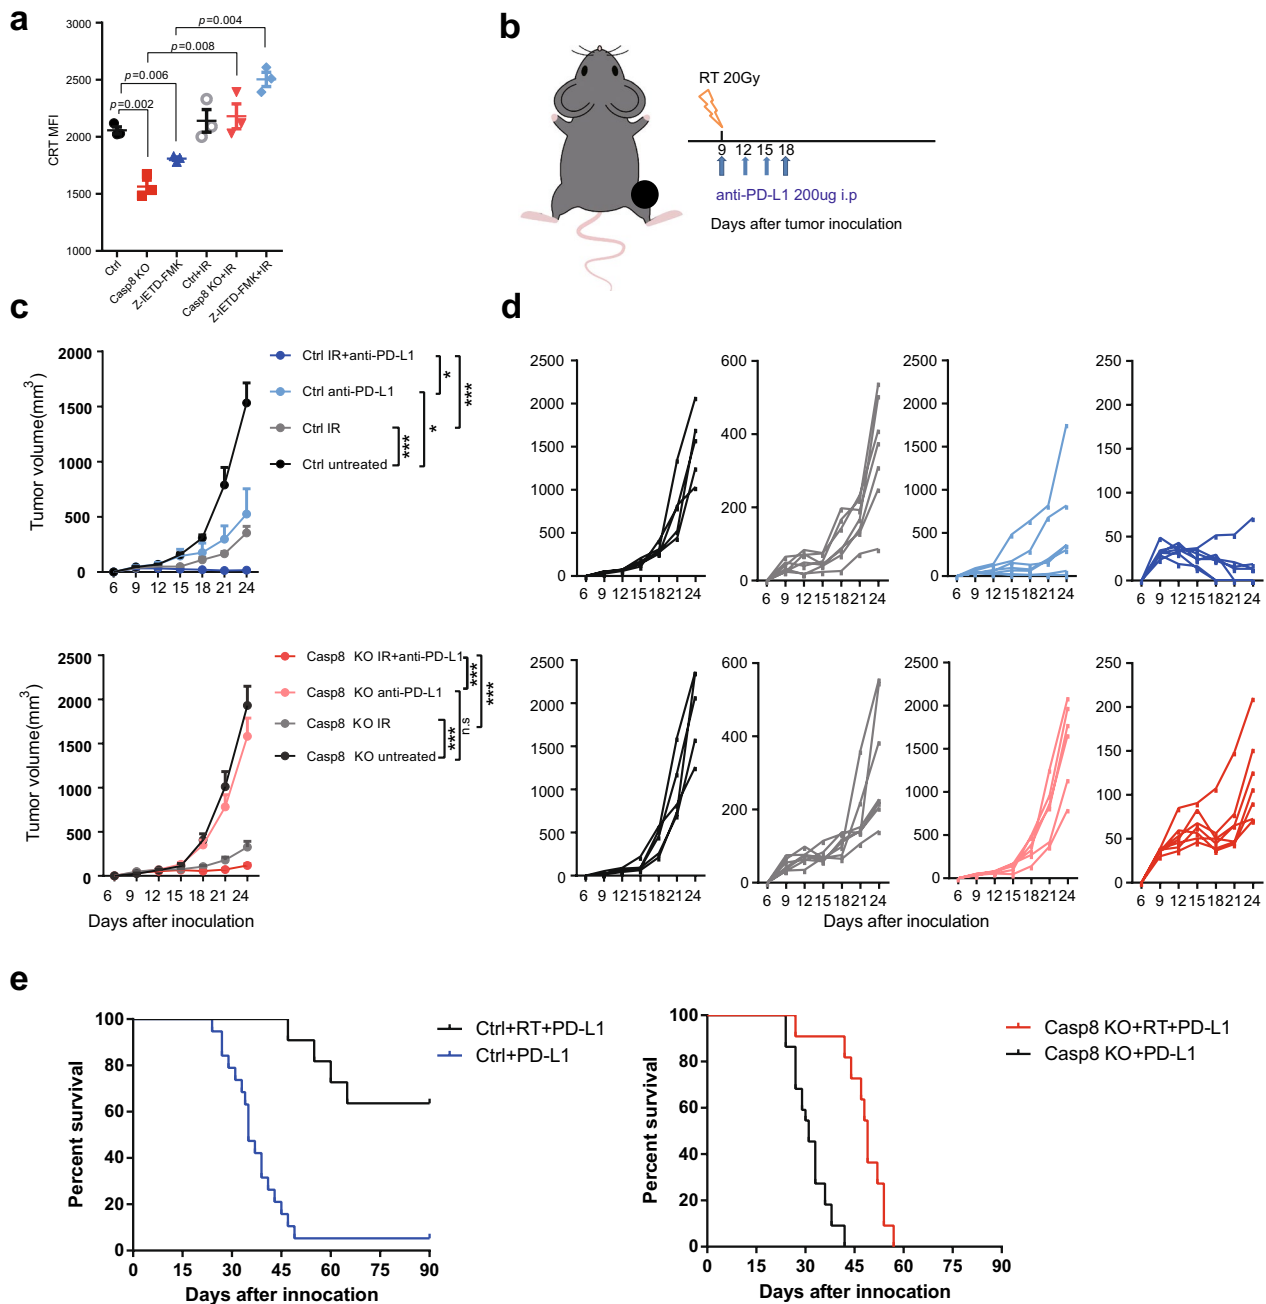 a
3000
2500
2000
1500
1000
CRT MFI
p=0.004
p=0.008
p=0.006
p=0.002
Ctrl
Casp8 KO
Z-IETD-FMK
Ctrl+IR
Casp8 KO+IR
Z-IETD-FMK+IR
b
RT 20Gy
9 12 15 18
anti-PD-L1 200ug i.p
Days after tumor inoculation
c
Tumor volume(mm3)
2000
1500
1000
500
0
6 9 12 15 18 21 24
Ctrl IR+anti-PD-L1
Ctrl anti-PD-L1
Ctrl IR
Ctrl untreated
*
***
*
***
Tumor volume(mm3)
2500
2000
1500
1000
500
0
6 9 12 15 18 21 24
Days after inoculation
Casp8 KO IR+anti-PD-L1
Casp8 KO anti-PD-L1
Casp8 KO IR
Casp8 KO untreated
***
***
n.s
***
d
2500
2000
1500
1000
500
0
6 9 12 15 18 21 24
600
400
200
0
6 9 12 15 18 21 24
2500
2000
1500
1000
500
0
6 9 12 15 18 21 24
250
200
150
100
50
0
6 9 12 15 18 21 24
2500
2000
1500
1000
500
0
6 9 12 15 18 21 24
600
400
200
0
6 9 12 15 18 21 24
2500
2000
1500
1000
500
0
6 9 12 15 18 21 24
250
200
150
100
50
0
6 9 12 15 18 21 24
Days after inoculation
e
Percent survival
100
80
60
40
20
0
0 15 30 45 60 75 90
Days after innocation
Ctrl+RT+PD-L1
Ctrl+PD-L1
Percent survival
100
80
60
40
20
0
0 15 30 45 60 75 90
Days after innocation
Casp8 KO+RT+PD-L1
Casp8 KO+PD-L1